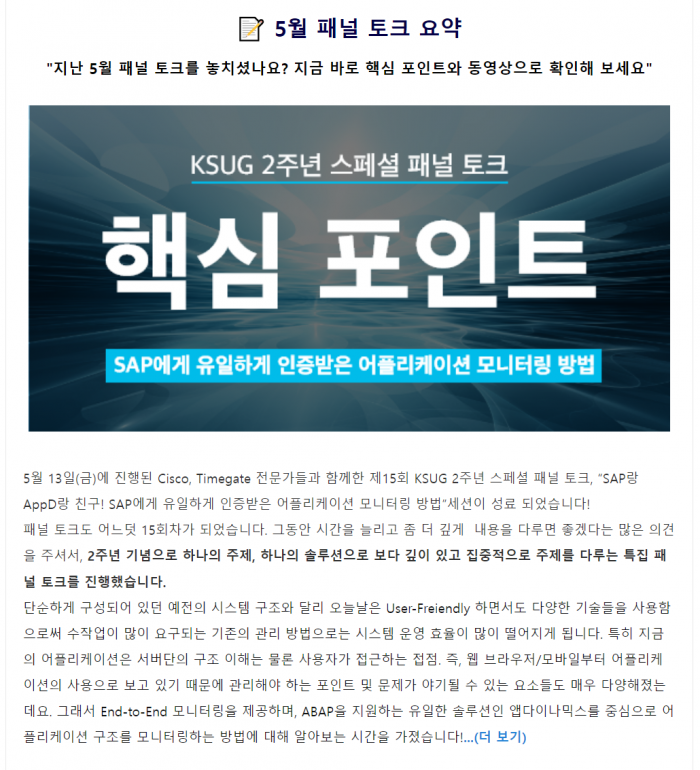 📝 5월 패널 토크 요약
"지난 5월 패널 토크를 놓치셨나요? 지금 바로 핵심 포인트와 동영상으로 확인해 보세요"
KSUG 2주년 스페셜 패널 토크
핵심 포인트
SAP에게 유일하게 인증받은 어플리케이션 모니터링 방법
5월 13일(금)에 진행된 Cisco, Timegate 전문가들과 함께한 제15회 KSUG 2주년 스페셜 패널 토크, “SAP랑
AppD랑 친구! SAP에게 유일하게 인증받은 어플리케이션 모니터링 방법”세션이 성료 되었습니다!
패널 토크도 어느덧 15회차가 되었습니다. 그동안 시간을 늘리고 좀 더 깊게  내용을 다루면 좋겠다는 많은 의견
을 주셔서, 2주년 기념으로 하나의 주제, 하나의 솔루션으로 보다 깊이 있고 집중적으로 주제를 다루는 특집 패
널 토크를 진행했습니다.
단순하게 구성되어 있던 예전의 시스템 구조와 달리 오늘날은 User-Freiendly 하면서도 다양한 기술들을 사용함
으로써 수작업이 많이 요구되는 기존의 관리 방법으로는 시스템 운영 효율이 많이 떨어지게 됩니다. 특히 지금
의 어플리케이션은 서버단의 구조 이해는 물론 사용자가 접근하는 접점. 즉, 웹 브라우저/모바일부터 어플리케
이션의 사용으로 보고 있기 때문에 관리해야 하는 포인트 및 문제가 야기될 수 있는 요소들도 매우 다양해졌는
데요. 그래서 End-to-End 모니터링을 제공하며, ABAP을 지원하는 유일한 솔루션인 앱다이나믹스를 중심으로 어
플리케이션 구조를 모니터링하는 방법에 대해 알아보는 시간을 가졌습니다!...(더 보기)